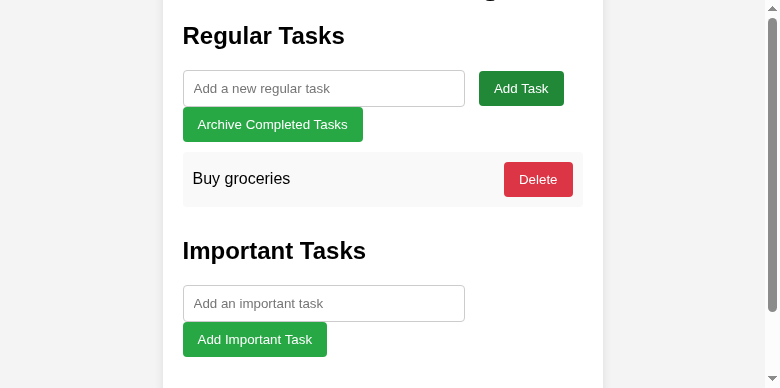 Regular Tasks
Add a new regular task
Add Task
Archive Completed Tasks
Buy groceries
Delete
Important Tasks
Add an important task
Add Important Task